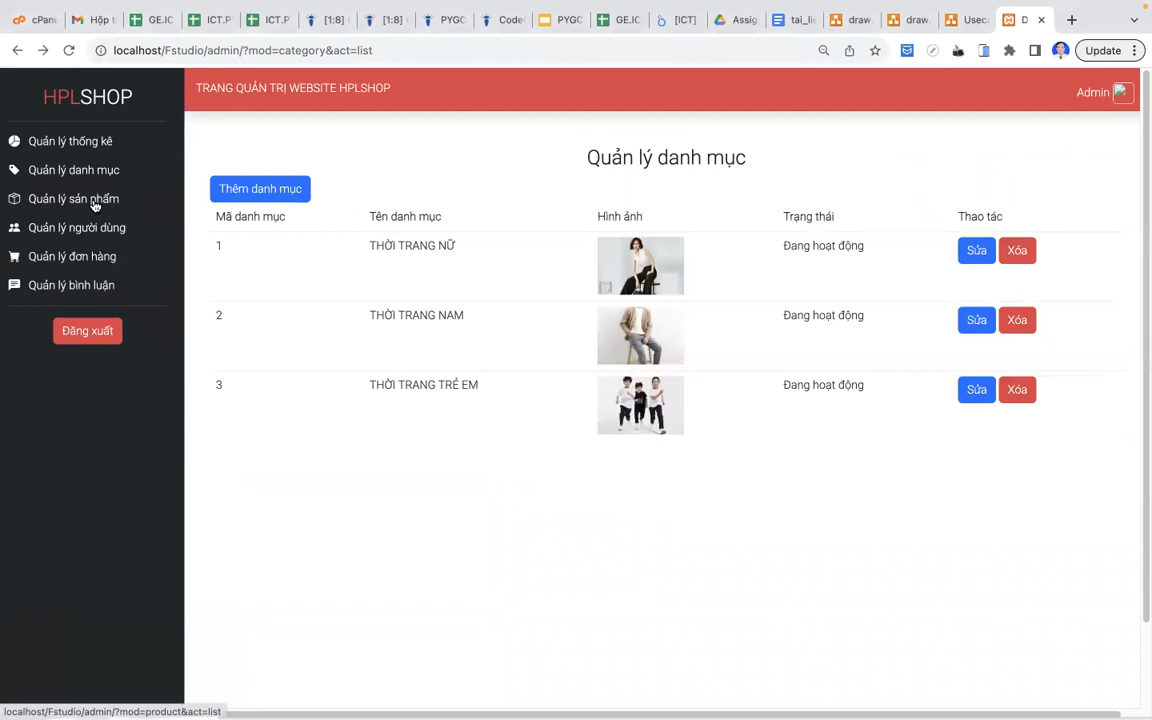 cPane
Hộp t
GE.IC
ICT.P
ICT.P
[1:8]
[1:8]
PYGC
Code
PYGC
GE.IC
[ICT]
Assig
tai_lie
draw.
draw.
Useca
D
localhost/Fstudio/admin/?mod=category&act=list
Update
HPLSHOP
TRANG QUẢN TRỊ WEBSITE HPLSHOP
Admin
Quản lý thống kê
Quản lý danh mục
Quản lý sản phẩm
Quản lý người dùng
Quản lý đơn hàng
Quản lý bình luận
Đăng xuất
Quản lý danh mục
Thêm danh mục
Mã danh mục Tên danh mục Hình ảnh Trạng thái Thao tác
1 THỜI TRANG NỮ Đang hoạt động Sửa Xóa
2 THỜI TRANG NAM Đang hoạt động Sửa Xóa
3 THỜI TRANG TRẺ EM Đang hoạt động Sửa Xóa
localhost/Fstudio/admin/?mod=product&act=list